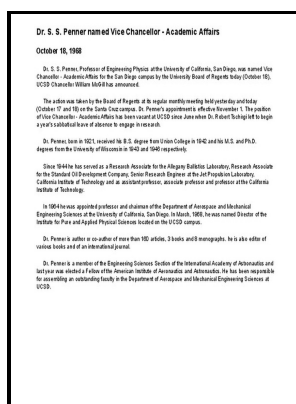 Dr. S. S. Penner named Vice Chancellor - Academic Affairs
October 18, 1968
Dr. S. S. Penner, Professor of Engineering Physics at the University of California, San Diego, was named Vice
Chancellor - Academic Affairs for the San Diego campus by the University Board of Regents today (October 18),
UCSD Chancellor William McGill has announced.
The action was taken by the Board of Regents at its regular monthly meeting held yesterday and today
(October 17 and 18) on the Santa Cruz campus. Dr. Penner's appointment is effective November 1. The position
of Vice Chancellor - Academic Affairs has been vacant at UCSD since June when Dr. Robert Tschirgi left to begin
a year's sabbatical leave of absence to engage in research.
Dr. Penner, born in 1921, received his B.S. degree from Union College in 1942 and his M.S. and Ph.D.
degrees from the University of Wisconsin in 1943 and 1946 respectively.
Since 1944 he has served as a Research Associate for the Allegany Ballistics Laboratory, Research Associate
for the Standard Oil Development Company, Senior Research Engineer at the Jet Propulsion Laboratory,
California Institute of Technology and as assistant professor, associate professor and professor at the California
Institute of Technology.
In 1964 he was appointed professor and chairman of the Department of Aerospace and Mechanical
Engineering Sciences at the University of California, San Diego. In March, 1968, he was named Director of the
Institute for Pure and Applied Physical Sciences located on the UCSD campus.
Dr. Penner is author or co-author of more than 160 articles, 3 books and 8 monographs. he is also editor of
various books and of an international journal.
Dr. Penner is a member of the Engineering Sciences Section of the International Academy of Astronautics and
last year was elected a Fellow of the American Institute of Aeronautics and Astronautics. He has been responsible
for assembling an outstanding faculty in the Department of Aerospace and Mechanical Engineering Sciences at
UCSD.